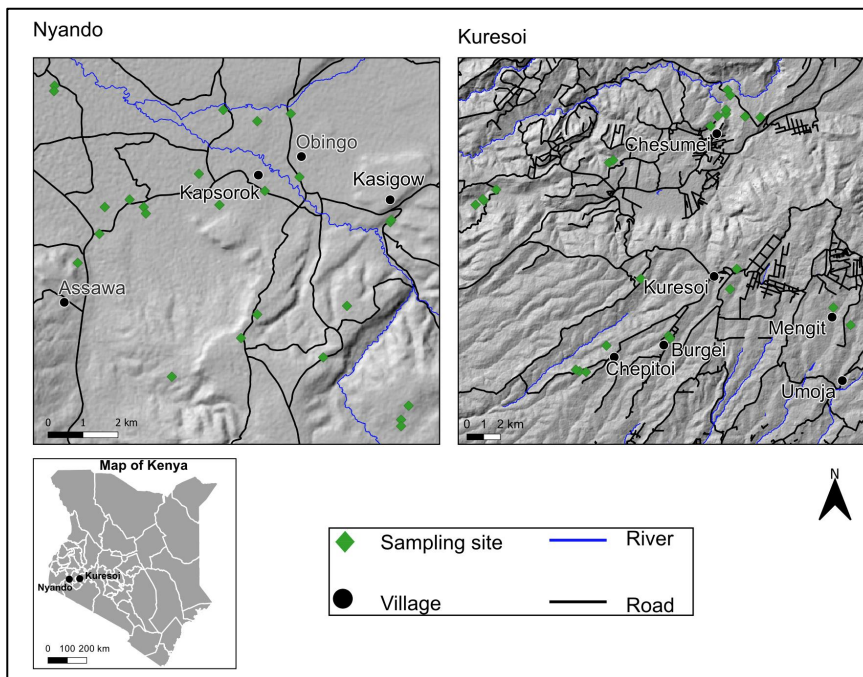 Nyando
Kuresoi
Obingo
Kapsorok
Kasigow
Assawa
0 1 2 km
Chesumei
Kuresoi
Mengit
Burgei
Chepitoi
Umoja
0 1 2 km
Map of Kenya
Nyando
Kuresoi
0 100 200 km
N
Sampling site
River
Village
Road